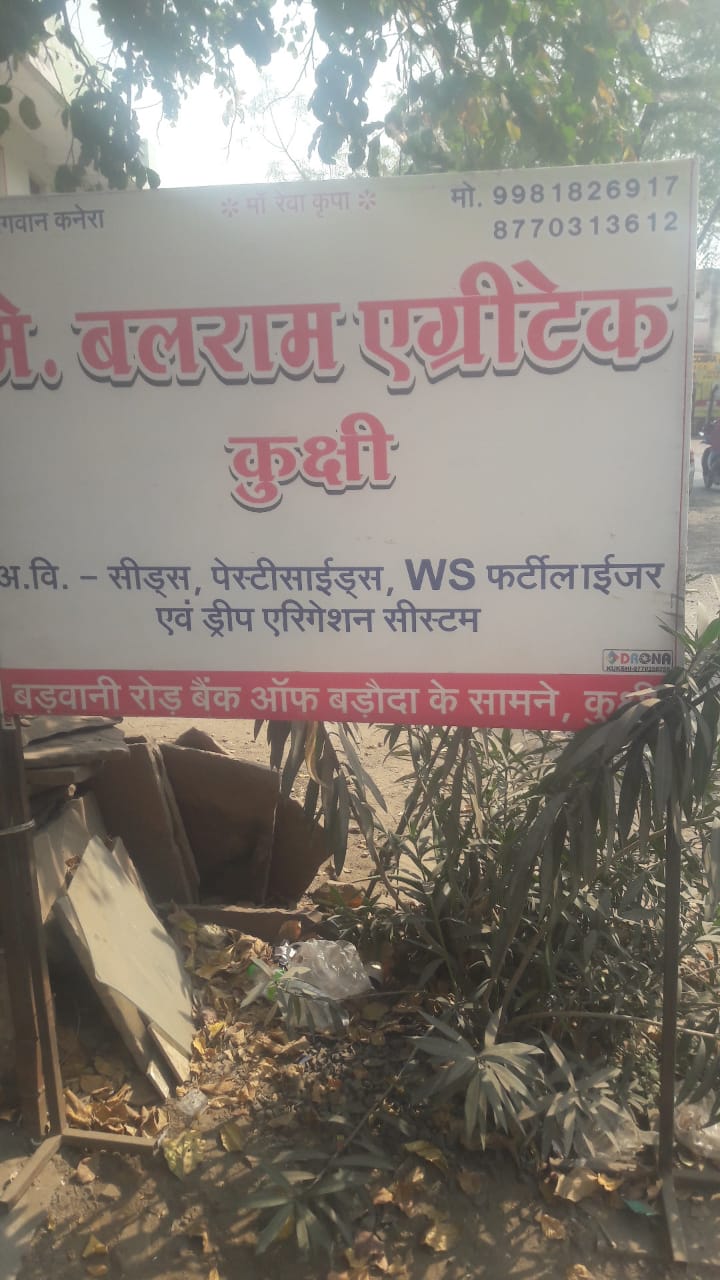 गवान कनेरा
❊ माँ रेवा कृपा ❊
मो. 9981826917
8770313612
मे. बलराम एग्रीटेक
कुक्षी
अ.वि. - सीड्स, पेस्टीसाईड्स, WS फर्टीलाईजर
एवं ड्रीप एरिगेशन सीस्टम
DRONA
बड़वानी रोड़ बैंक ऑफ बड़ौदा के सामने, कुक्षी